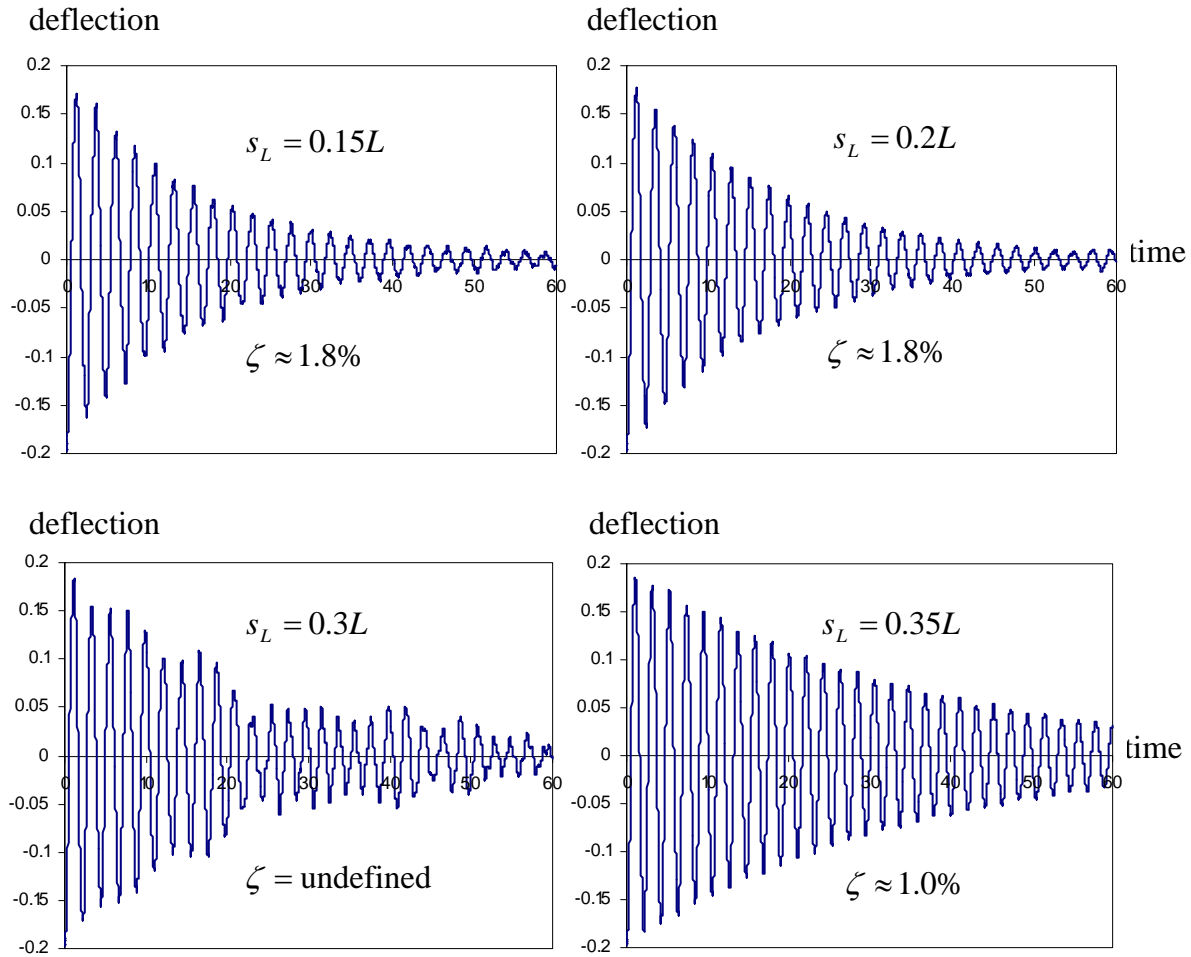 deflection
0.2
0.15
0.1
0.05
0
-0.05
-0.1
-0.15
-0.2
0 10 20 30 40 50 60
s_L = 0.15L
ζ ≈ 1.8%
deflection
0.2
0.15
0.1
0.05
0
-0.05
-0.1
-0.15
-0.2
0 10 20 30 40 50 60
s_L = 0.2L
ζ ≈ 1.8%
time
deflection
0.2
0.15
0.1
0.05
0
-0.05
-0.1
-0.15
-0.2
0 10 20 30 40 50 60
s_L = 0.3L
ζ = undefined
deflection
0.2
0.15
0.1
0.05
0
-0.05
-0.1
-0.15
-0.2
0 10 20 30 40 50 60
s_L = 0.35L
ζ ≈ 1.0%
time